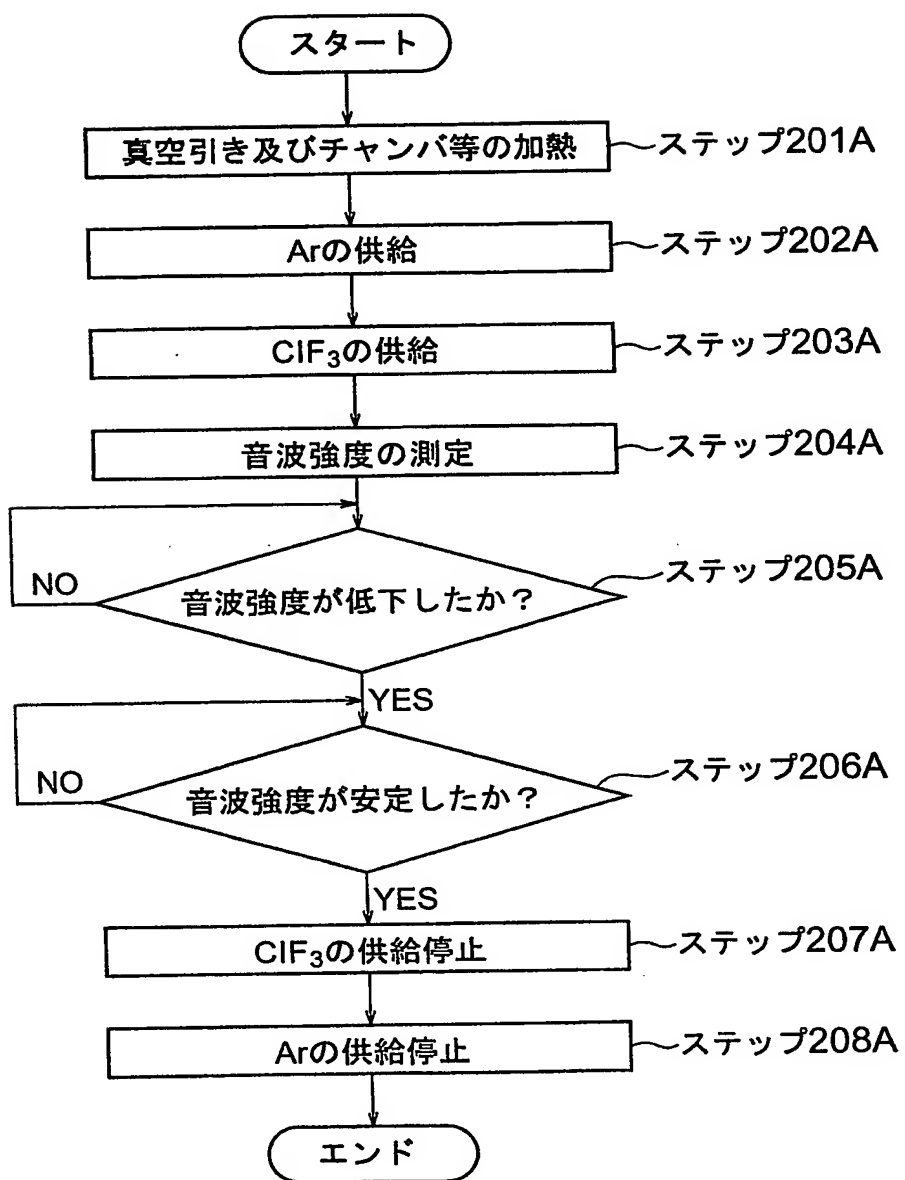 スタート
真空引き及びチャンバ等の加熱
ステップ201A
Arの供給
ステップ202A
ClF₃の供給
ステップ203A
音波強度の測定
ステップ204A
音波強度が低下したか？
ステップ205A
NO
YES
音波強度が安定したか？
ステップ206A
NO
YES
ClF₃の供給停止
ステップ207A
Arの供給停止
ステップ208A
エンド